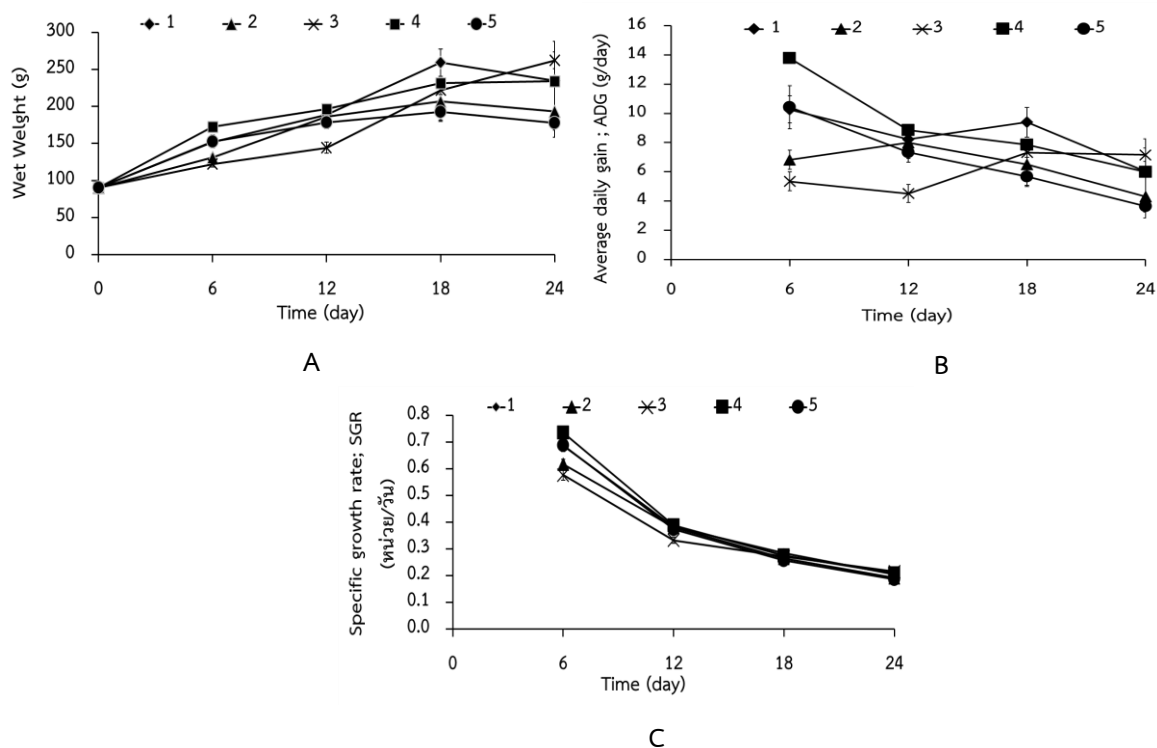 1 2 3 4 5
300
250
200
150
100
50
0
Wet Weight (g)
0 6 12 18 24
Time (day)
A
1 2 3 4 5
16
14
12
10
8
6
4
2
0
Average daily gain ; ADG (g/day)
0 6 12 18 24
Time (day)
B
1 2 3 4 5
0.8
0.7
0.6
0.5
0.4
0.3
0.2
0.1
0.0
Specific growth rate; SGR
(หน่วย/วัน)
0 6 12 18 24
Time (day)
C